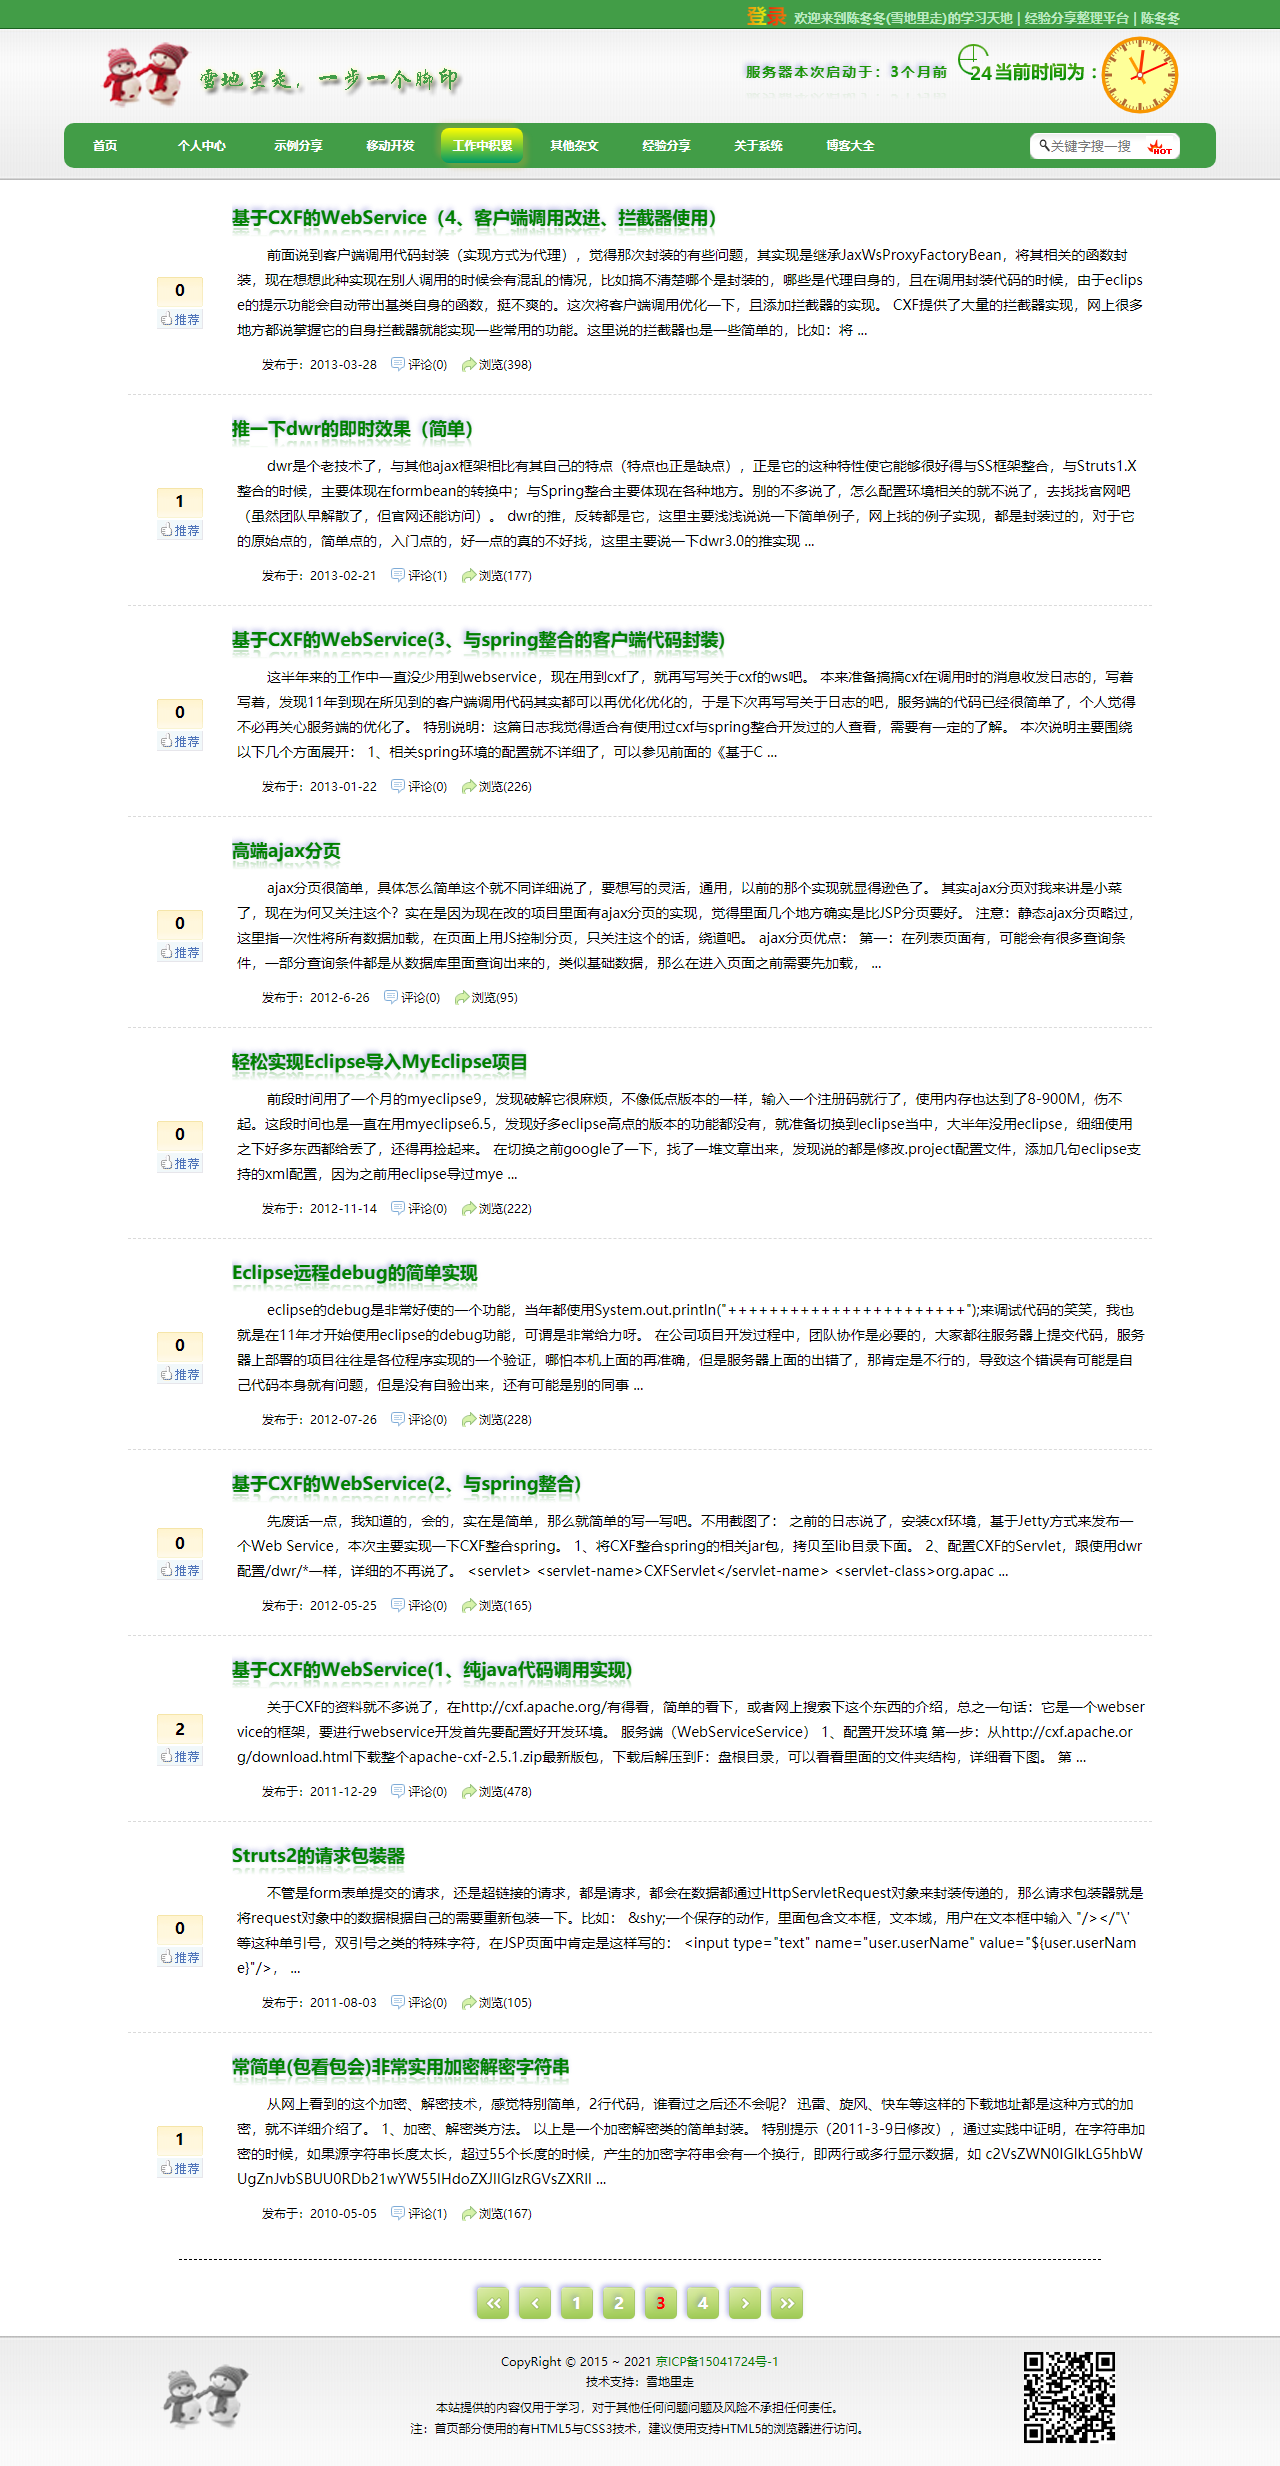 登录 欢迎来到陈冬冬(雪地里走)的学习天地 | 经验分享整理平台 | 陈冬冬
雪地里走，一步一个脚印
服务器本次启动于：3个月前
24 当前时间为：
首页 个人中心 示例分享 移动开发 工作中积累 其他杂文 经验分享 关于系统 博客大全 关键字搜一搜 HOT
基于CXF的WebService（4、客户端调用改进、拦截器使用）
前面说到客户端调用代码封装（实现方式为代理），觉得那次封装的有些问题，其实现是继承JaxWsProxyFactoryBean，将其相关的函数封
装，现在想想此种实现在别人调用的时候会有混乱的情况，比如搞不清楚哪个是封装的，哪些是代理自身的，且在调用封装代码的时候，由于eclips
e的提示功能会自动带出基类自身的函数，挺不爽的。这次将客户端调用优化一下，且添加拦截器的实现。 CXF提供了大量的拦截器实现，网上很多
地方都说掌握它的自身拦截器就能实现一些常用的功能。这里说的拦截器也是一些简单的，比如：将 ...
0
推荐
发布于：2013-03-28 评论(0) 浏览(398)
推一下dwr的即时效果（简单）
dwr是个老技术了，与其他ajax框架相比有其自己的特点（特点也正是缺点），正是它的这种特性使它能够很好得与SS框架整合，与Struts1.X
整合的时候，主要体现在formbean的转换中；与Spring整合主要体现在各种地方。别的不多说了，怎么配置环境相关的就不说了，去找找官网吧
（虽然团队早解散了，但官网还能访问）。 dwr的推，反转都是它，这里主要浅浅说说一下简单例子，网上找的例子实现，都是封装过的，对于它
的原始点的，简单点的，入门点的，好一点的真的不好找，这里主要说一下dwr3.0的推实现 ...
1
推荐
发布于：2013-02-21 评论(1) 浏览(177)
基于CXF的WebService(3、与spring整合的客户端代码封装)
这半年来的工作中一直没少用到webservice，现在用到cxf了，就再写写关于cxf的ws吧。 本来准备搞搞cxf在调用时的消息收发日志的，写着
写着，发现11年到现在所见到的客户端调用代码其实都可以再优化优化的，于是下次再写写关于日志的吧，服务端的代码已经很简单了，个人觉得
不必再关心服务端的优化了。 特别说明：这篇日志我觉得适合有使用过cxf与spring整合开发过的人查看，需要有一定的了解。 本次说明主要围绕
以下几个方面展开： 1、相关spring环境的配置就不详细了，可以参见前面的《基于C ...
0
推荐
发布于：2013-01-22 评论(0) 浏览(226)
高端ajax分页
ajax分页很简单，具体怎么简单这个就不同详细说了，要想写的灵活，通用，以前的那个实现就显得逊色了。 其实ajax分页对我来讲是小菜
了，现在为何又关注这个？实在是因为现在改的项目里面有ajax分页的实现，觉得里面几个地方确实是比JSP分页要好。 注意：静态ajax分页略过，
这里指一次性将所有数据加载，在页面上用JS控制分页，只关注这个的话，绕道吧。 ajax分页优点： 第一：在列表页面有，可能会有很多查询条
件，一部分查询条件都是从数据库里面查询出来的，类似基础数据，那么在进入页面之前需要先加载， ...
0
推荐
发布于：2012-6-26 评论(0) 浏览(95)
轻松实现Eclipse导入MyEclipse项目
前段时间用了一个月的myeclipse9，发现破解它很麻烦，不像低点版本的一样，输入一个注册码就行了，使用内存也达到了8-900M，伤不
起。这段时间也是一直在用myeclipse6.5，发现好多eclipse高点的版本的功能都没有，就准备切换到eclipse当中，大半年没用eclipse，细细使用
之下好多东西都给丢了，还得再捡起来。 在切换之前google了一下，找了一堆文章出来，发现说的都是修改.project配置文件，添加几句eclipse支
持的xml配置，因为之前用eclipse导过mye ...
0
推荐
发布于：2012-11-14 评论(0) 浏览(222)
Eclipse远程debug的简单实现
eclipse的debug是非常好使的一个功能，当年都使用System.out.println("+++++++++++++++++++++++");来调试代码的笑笑，我也
就是在11年才开始使用eclipse的debug功能，可谓是非常给力呀。 在公司项目开发过程中，团队协作是必要的，大家都往服务器上提交代码，服务
器上部署的项目往往是各位程序实现的一个验证，哪怕本机上面的再准确，但是服务器上面的出错了，那肯定是不行的，导致这个错误有可能是自
己代码本身就有问题，但是没有自验出来，还有可能是别的同事 ...
0
推荐
发布于：2012-07-26 评论(0) 浏览(228)
基于CXF的WebService(2、与spring整合)
先废话一点，我知道的，会的，实在是简单，那么就简单的写一写吧。不用截图了： 之前的日志说了，安装cxf环境，基于Jetty方式来发布一
个Web Service，本次主要实现一下CXF整合spring。 1、将CXF整合spring的相关jar包，拷贝至lib目录下面。 2、配置CXF的Servlet，跟使用dwr
配置/dwr/*一样，详细的不再说了。 <servlet> <servlet-name>CXFServlet</servlet-name> <servlet-class>org.apac ...
0
推荐
发布于：2012-05-25 评论(0) 浏览(165)
基于CXF的WebService(1、纯java代码调用实现)
关于CXF的资料就不多说了，在http://cxf.apache.org/有得看，简单的看下，或者网上搜索下这个东西的介绍，总之一句话：它是一个webser
vice的框架，要进行webservice开发首先要配置好开发环境。 服务端（WebServiceService） 1、配置开发环境 第一步：从http://cxf.apache.or
g/download.html下载整个apache-cxf-2.5.1.zip最新版包，下载后解压到F：盘根目录，可以看看里面的文件夹结构，详细看下图。 第 ...
2
推荐
发布于：2011-12-29 评论(0) 浏览(478)
Struts2的请求包装器
不管是form表单提交的请求，还是超链接的请求，都是请求，都会在数据都通过HttpServletRequest对象来封装传递的，那么请求包装器就是
将request对象中的数据根据自己的需要重新包装一下。比如： &shy;一个保存的动作，里面包含文本框，文本域，用户在文本框中输入 "/></"\'
等这种单引号，双引号之类的特殊字符，在JSP页面中肯定是这样写的： <input type="text" name="user.userName" value="${user.userNam
e}"/>， ...
0
推荐
发布于：2011-08-03 评论(0) 浏览(105)
常简单(包看包会)非常实用加密解密字符串
从网上看到的这个加密、解密技术，感觉特别简单，2行代码，谁看过之后还不会呢？ 迅雷、旋风、快车等这样的下载地址都是这种方式的加
密，就不详细介绍了。 1、加密、解密类方法。 以上是一个加密解密类的简单封装。 特别提示（2011-3-9日修改），通过实践中证明，在字符串加
密的时候，如果源字符串长度太长，超过55个长度的时候，产生的加密字符串会有一个换行，即两行或多行显示数据，如 c2VsZWN0IGlkLG5hbW
UgZnJvbSBUU0RDb21wYW55IHdoZXJlIGlzRGVsZXRlI ...
1
推荐
发布于：2010-05-05 评论(1) 浏览(167)
<< < 1 2 3 4 > >>
CopyRight © 2015 ~ 2021 京ICP备15041724号-1
技术支持：雪地里走
本站提供的内容仅用于学习，对于其他任何问题问题及风险不承担任何责任。
注：首页部分使用的有HTML5与CSS3技术，建议使用支持HTML5的浏览器进行访问。